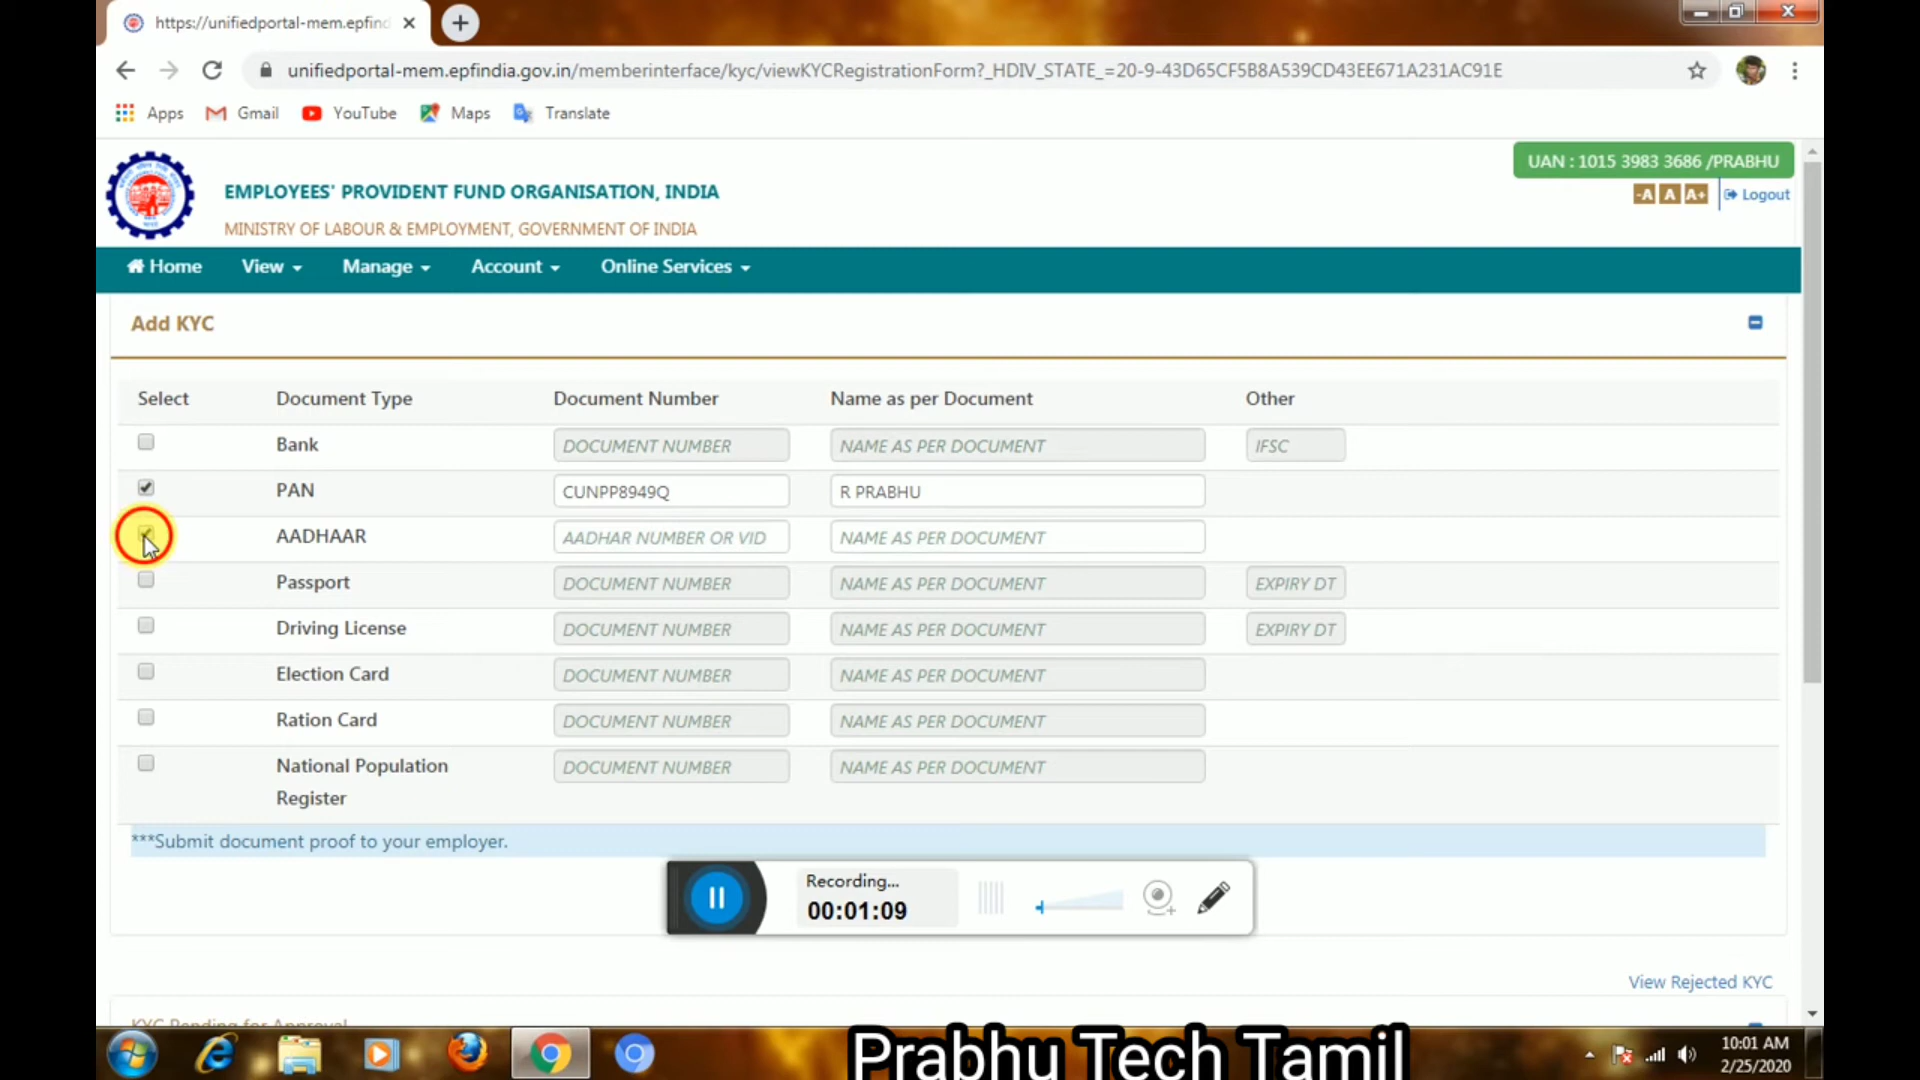 https://unifiedportal-mem.epfind
unifiedportal-mem.epfindia.gov.in/memberinterface/kyc/viewKYCRegistrationForm?_HDIV_STATE_=20-9-43D65CF5B8A539CD43EE671A231AC91E
Apps Gmail YouTube Maps Translate
UAN : 1015 3983 3686 /PRABHU
EMPLOYEES' PROVIDENT FUND ORGANISATION, INDIA
-A A A+ Logout
MINISTRY OF LABOUR & EMPLOYMENT, GOVERNMENT OF INDIA
Home View Manage Account Online Services
Add KYC
Select Document Type Document Number Name as per Document Other
Bank DOCUMENT NUMBER NAME AS PER DOCUMENT IFSC
PAN CUNPP8949Q R PRABHU
AADHAAR AADHAR NUMBER OR VID NAME AS PER DOCUMENT
Passport DOCUMENT NUMBER NAME AS PER DOCUMENT EXPIRY DT
Driving License DOCUMENT NUMBER NAME AS PER DOCUMENT EXPIRY DT
Election Card DOCUMENT NUMBER NAME AS PER DOCUMENT
Ration Card DOCUMENT NUMBER NAME AS PER DOCUMENT
National Population DOCUMENT NUMBER NAME AS PER DOCUMENT
Register
***Submit document proof to your employer.
Recording...
00:01:09
View Rejected KYC
KYC Pending for Approval
Prabhu Tech Tamil
10:01 AM
2/25/2020